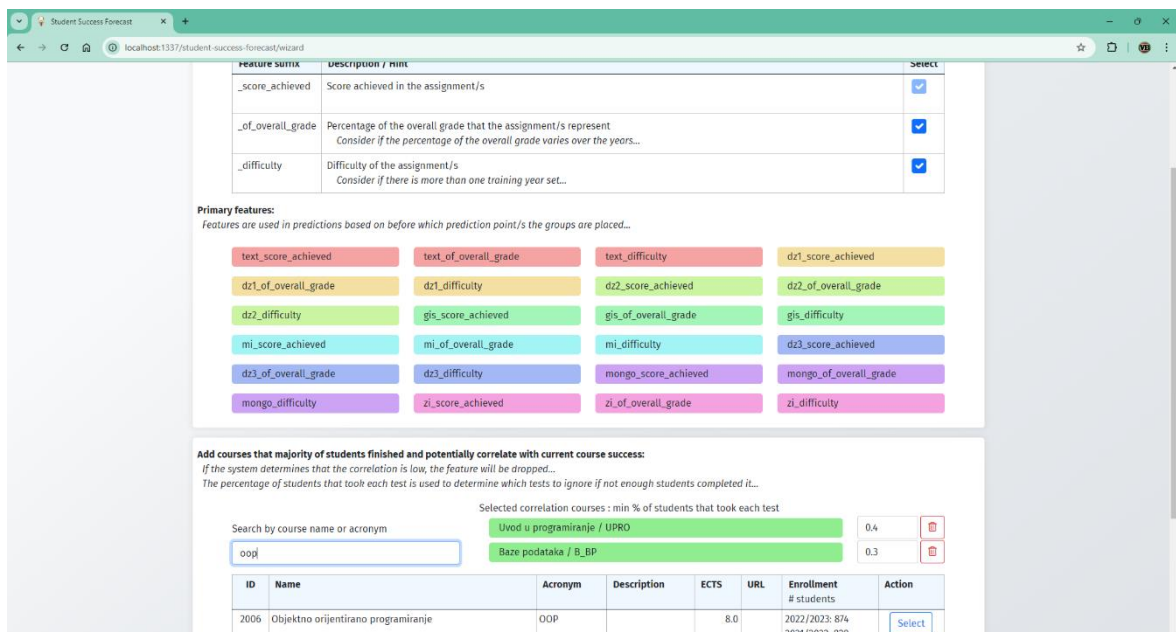 Student Success Forecast
localhost:1337/student-success-forecast/wizard
Feature suffix Description / Hint Select
_score_achieved Score achieved in the assignment/s
_of_overall_grade Percentage of the overall grade that the assignment/s represent
Consider if the percentage of the overall grade varies over the years...
_difficulty Difficulty of the assignment/s
Consider if there is more than one training year set...
Primary features:
Features are used in predictions based on before which prediction point/s the groups are placed...
text_score_achieved text_of_overall_grade text_difficulty dz1_score_achieved
dz1_of_overall_grade dz1_difficulty dz2_score_achieved dz2_of_overall_grade
dz2_difficulty gis_score_achieved gis_of_overall_grade gis_difficulty
mi_score_achieved mi_of_overall_grade mi_difficulty dz3_score_achieved
dz3_of_overall_grade dz3_difficulty mongo_score_achieved mongo_of_overall_grade
mongo_difficulty zi_score_achieved zi_of_overall_grade zi_difficulty
Add courses that majority of students finished and potentially correlate with current course success:
If the system determines that the correlation is low, the feature will be dropped...
The percentage of students that took each test is used to determine which tests to ignore if not enough students completed it...
Selected correlation courses : min % of students that took each test
Search by course name or acronym Uvod u programiranje / UPRO 0.4
oop Baze podataka / B_BP 0.3
ID Name Acronym Description ECTS URL Enrollment Action
# students
2006 Objektno orijentirano programiranje OOP 8.0 2022/2023: 874 Select